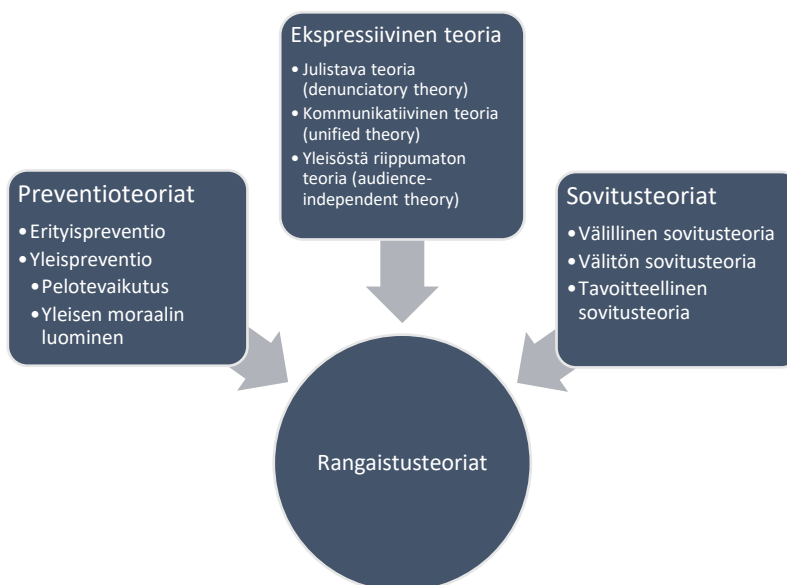 Ekspressiivinen teoria
•Julistava teoria
(denunciatory theory)
•Kommunikatiivinen teoria
(unified theory)
•Yleisöstä riippumaton
teoria (audience-
independent theory)
Preventioteoriat
•Erityispreventio
•Yleispreventio
•Pelotevaikutus
•Yleisen moraalin
luominen
Sovitusteoriat
•Välillinen sovitusteoria
•Välitön sovitusteoria
•Tavoitteellinen
sovitusteoria
Rangaistusteoriat